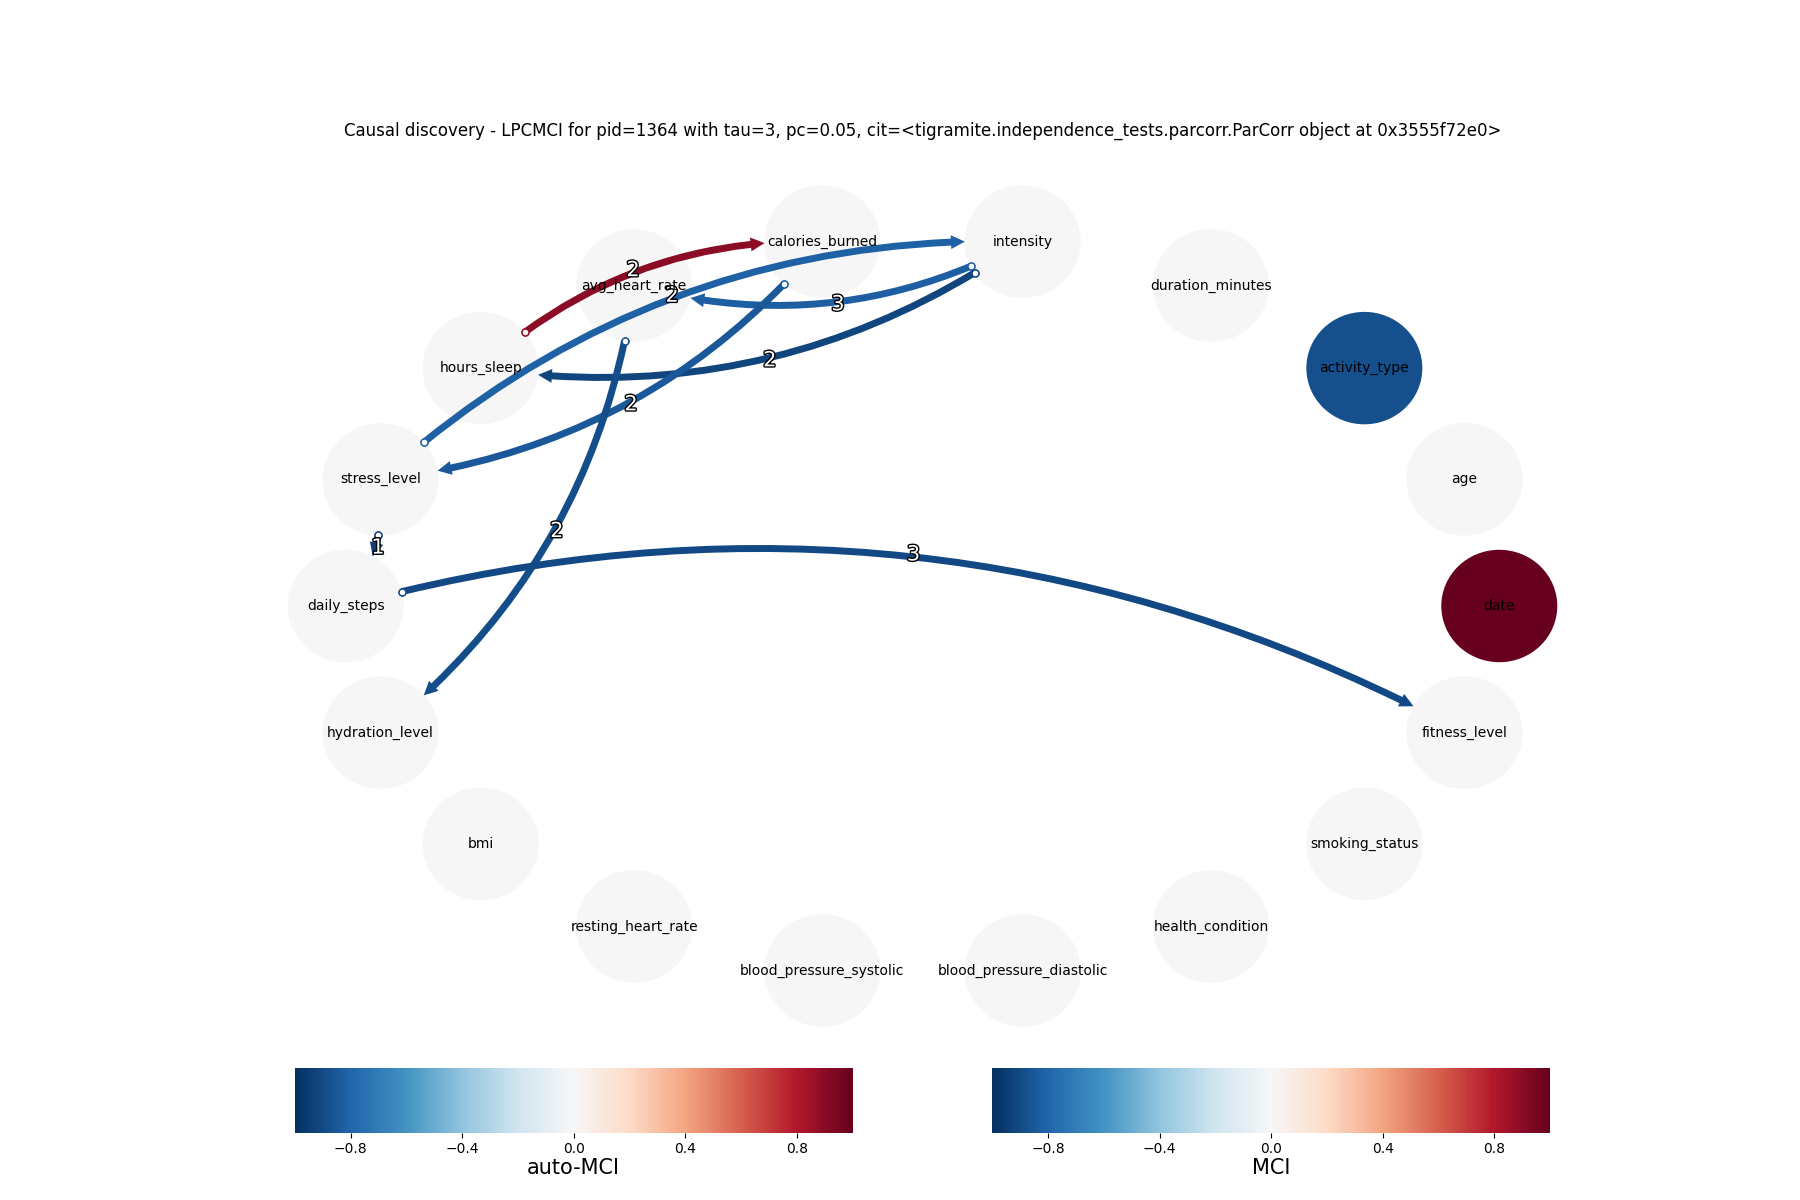 Causal discovery - LPCMCI for pid=1364 with tau=3, pc=0.05, cit=<tigramite.independence_tests.parcorr.ParCorr object at 0x3555f72e0>
calories_burned
intensity
2
avg_heart_rate
2
3
duration_minutes
2
hours_sleep
activity_type
2
stress_level
age
2
1
3
daily_steps
date
hydration_level
fitness_level
bmi
smoking_status
resting_heart_rate
health_condition
blood_pressure_systolic
blood_pressure_diastolic
−0.8 −0.4 0.0 0.4 0.8
auto-MCI
−0.8 −0.4 0.0 0.4 0.8
MCI